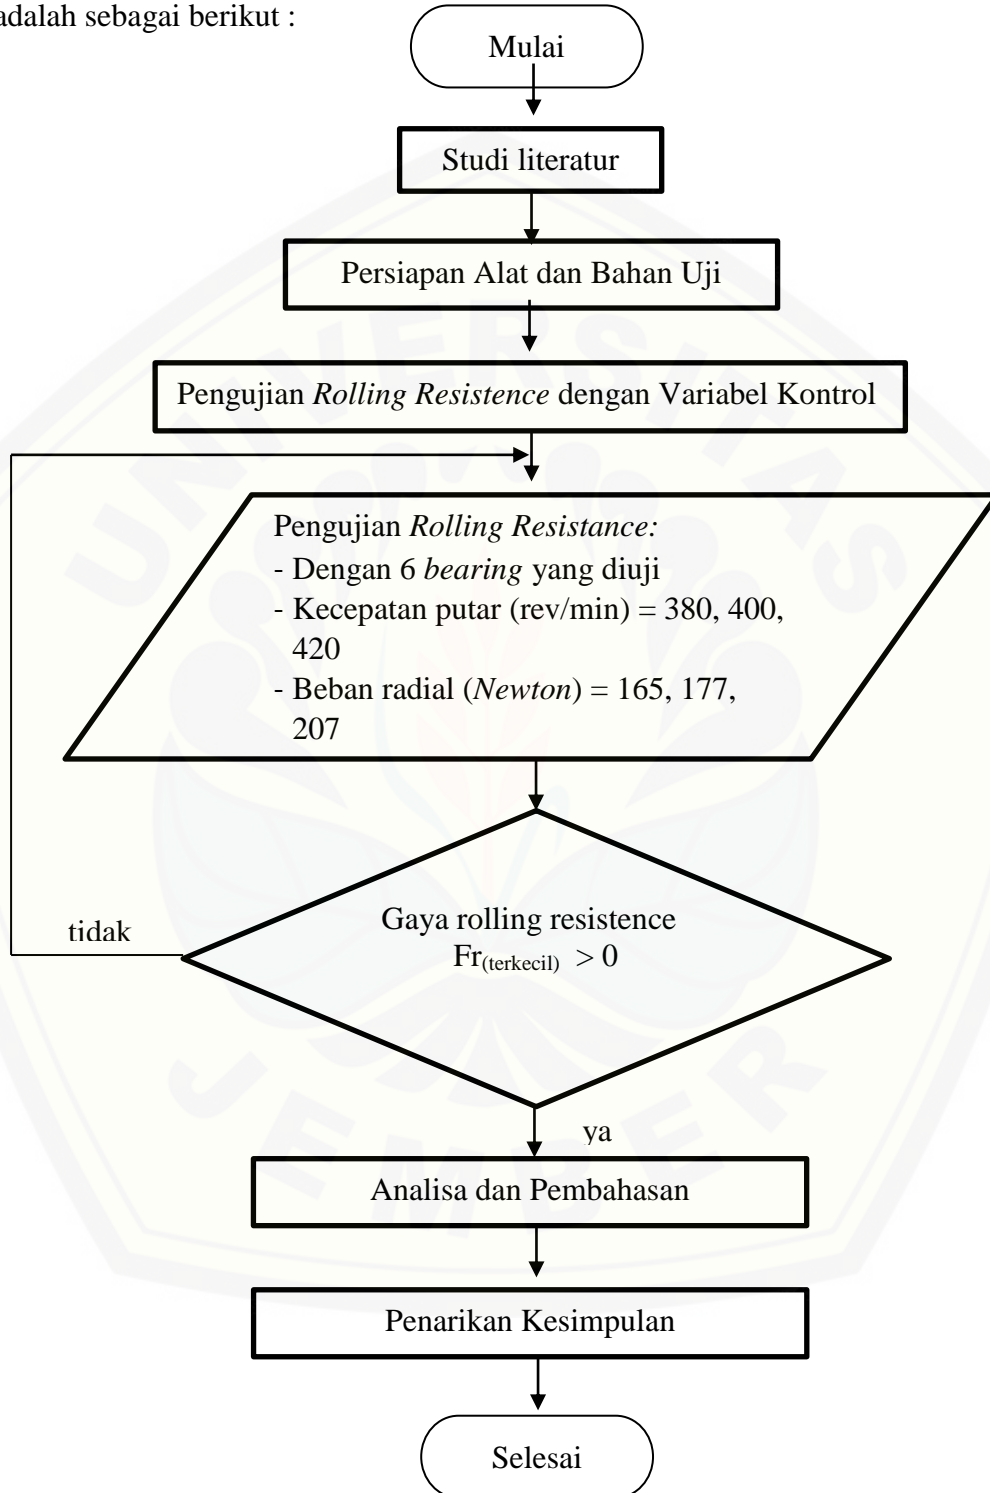 adalah sebagai berikut :
Mulai
Studi literatur
Persiapan Alat dan Bahan Uji
Pengujian Rolling Resistence dengan Variabel Kontrol
Pengujian Rolling Resistance:
- Dengan 6 bearing yang diuji
- Kecepatan putar (rev/min) = 380, 400,
420
- Beban radial (Newton) = 165, 177,
207
Gaya rolling resistence
Fr(terkecil) > 0
tidak
ya
Analisa dan Pembahasan
Penarikan Kesimpulan
Selesai
UNIVERSITAS
JEMBER